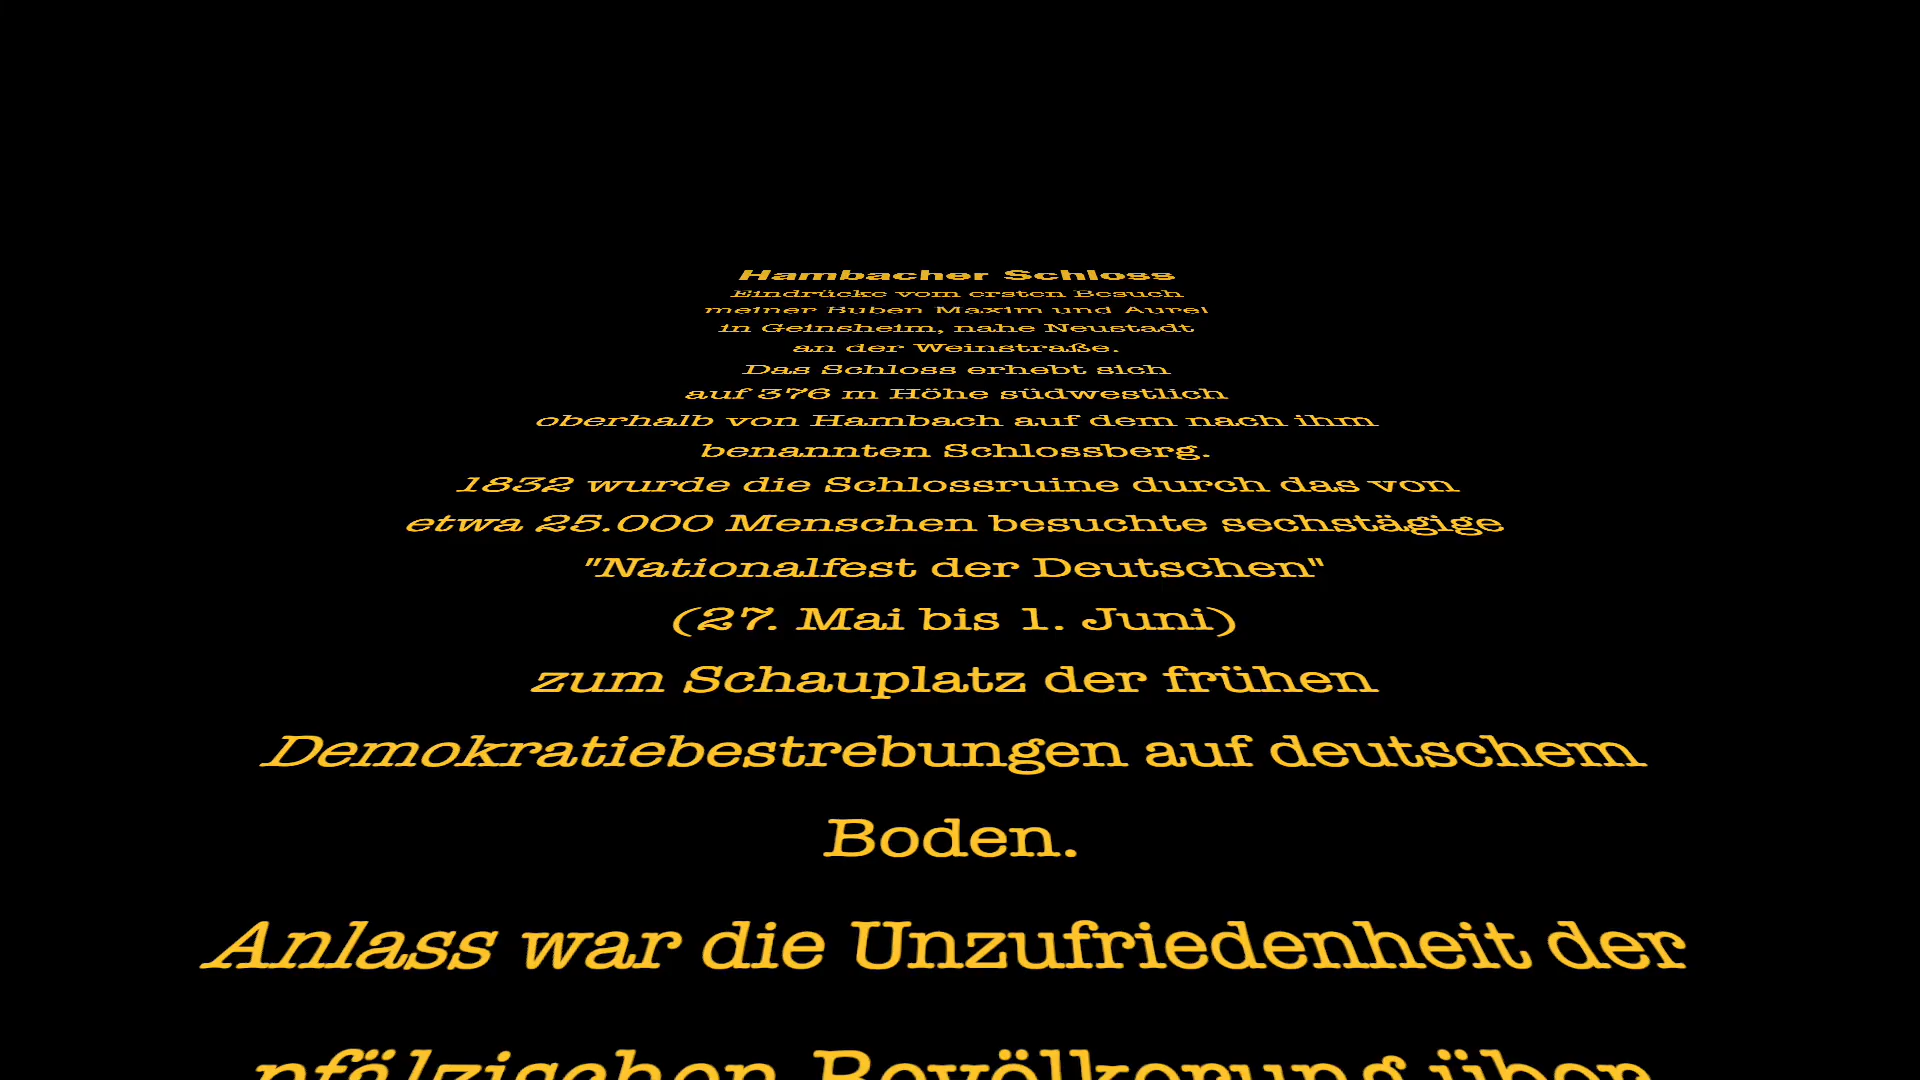 Hambacher Schloss
Eindrücke vom ersten Besuch
meiner Buben Maxim und Aurel
in Geinsheim, nahe Neustadt
an der Weinstraße.
Das Schloss erhebt sich
auf 376 m Höhe südwestlich
oberhalb von Hambach auf dem nach ihm
benannten Schlossberg.
1832 wurde die Schlossruine durch das von
etwa 25.000 Menschen besuchte sechstägige
"Nationalfest der Deutschen"
(27. Mai bis 1. Juni)
zum Schauplatz der frühen
Demokratiebestrebungen auf deutschem
Boden.
Anlass war die Unzufriedenheit der
pfälzischen Bevölkerung über